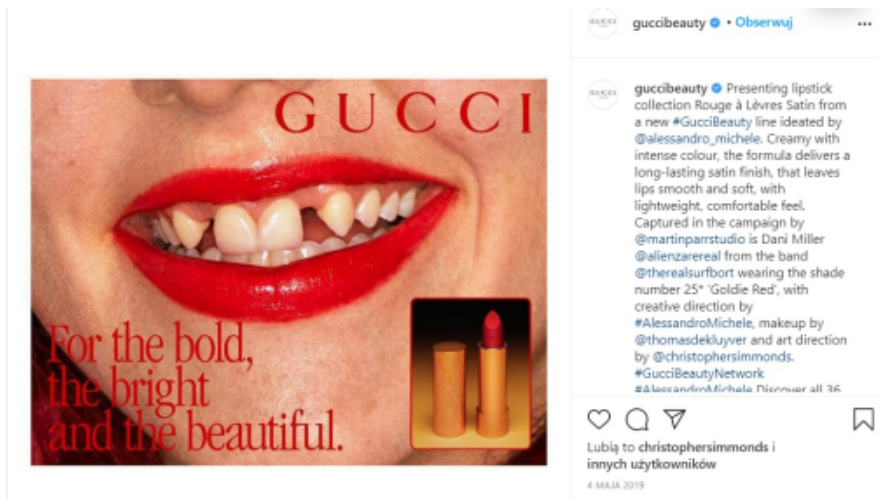 GUCCI
For the bold,
the bright
and the beautiful.
guccibeauty • Obserwuj
guccibeauty Presenting lipstick
collection Rouge à Lèvres Satin from
a new #GucciBeauty line ideated by
@alessandro_michele. Creamy with
intense colour, the formula delivers a
long-lasting satin finish, that leaves
lips smooth and soft, with
lightweight, comfortable feel.
Captured in the campaign by
@martinparrstudio is Dani Miller
@alienzarereal from the band
@therealsurfbort wearing the shade
number 25* 'Goldie Red', with
creative direction by
#AlessandroMichele, makeup by
@thomasdekluyver and art direction
by @christophersimmonds.
#GucciBeautyNetwork
#AlessandroMichele Discover all 36
Lubią to christophersimmonds i
innych użytkowników
4 MAJA 2019